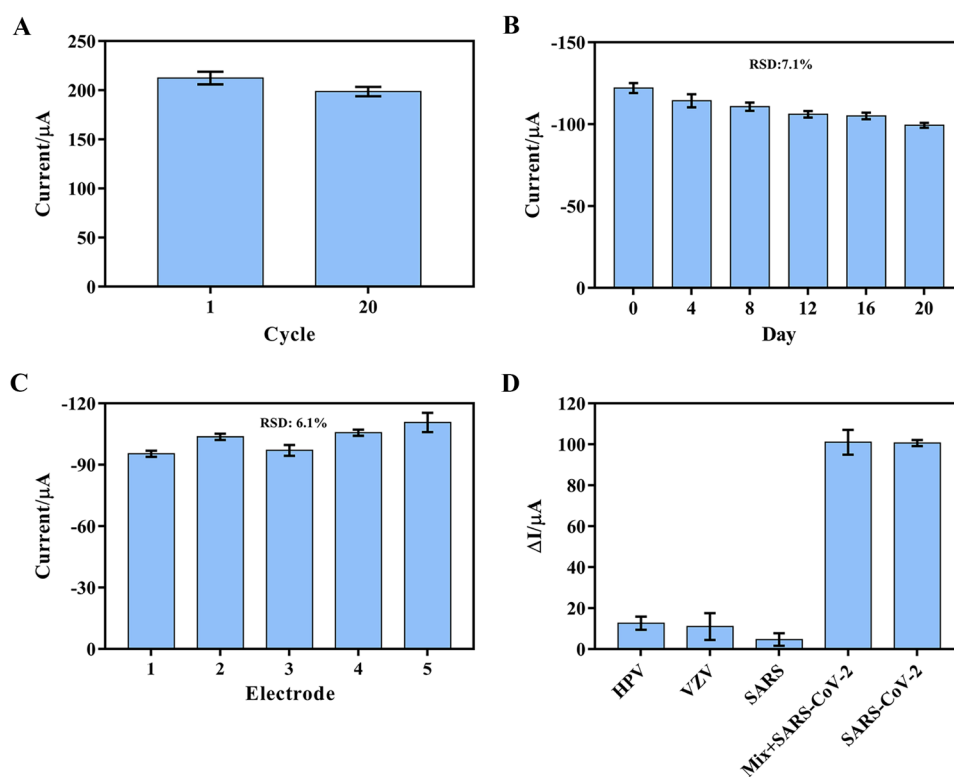 A
250
200
150
100
50
0
Current/μA
1 20
Cycle
B
-150
-100
-50
0
Current/μA
RSD:7.1%
0 4 8 12 16 20
Day
C
-120
-90
-60
-30
0
Current/μA
RSD: 6.1%
1 2 3 4 5
Electrode
D
120
100
80
60
40
20
0
ΔI/μA
HPV
VZV
SARS
Mix+SARS-CoV-2
SARS-CoV-2